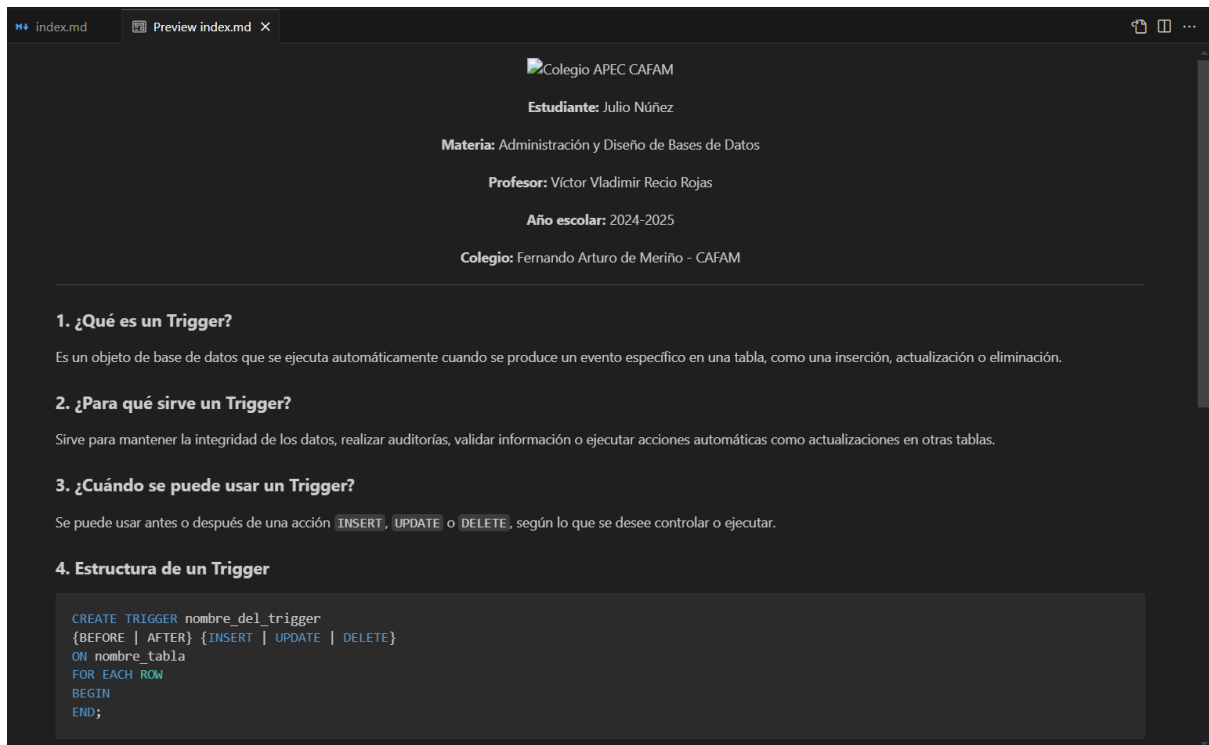 index.md
Preview index.md
Colegio APEC CAFAM
Estudiante: Julio Núñez
Materia: Administración y Diseño de Bases de Datos
Profesor: Víctor Vladimir Recio Rojas
Año escolar: 2024-2025
Colegio: Fernando Arturo de Meriño - CAFAM
1. ¿Qué es un Trigger?
Es un objeto de base de datos que se ejecuta automáticamente cuando se produce un evento específico en una tabla, como una inserción, actualización o eliminación.
2. ¿Para qué sirve un Trigger?
Sirve para mantener la integridad de los datos, realizar auditorías, validar información o ejecutar acciones automáticas como actualizaciones en otras tablas.
3. ¿Cuándo se puede usar un Trigger?
Se puede usar antes o después de una acción INSERT, UPDATE o DELETE, según lo que se desee controlar o ejecutar.
4. Estructura de un Trigger
CREATE TRIGGER nombre_del_trigger
{BEFORE | AFTER} {INSERT | UPDATE | DELETE}
ON nombre_tabla
FOR EACH ROW
BEGIN
END;